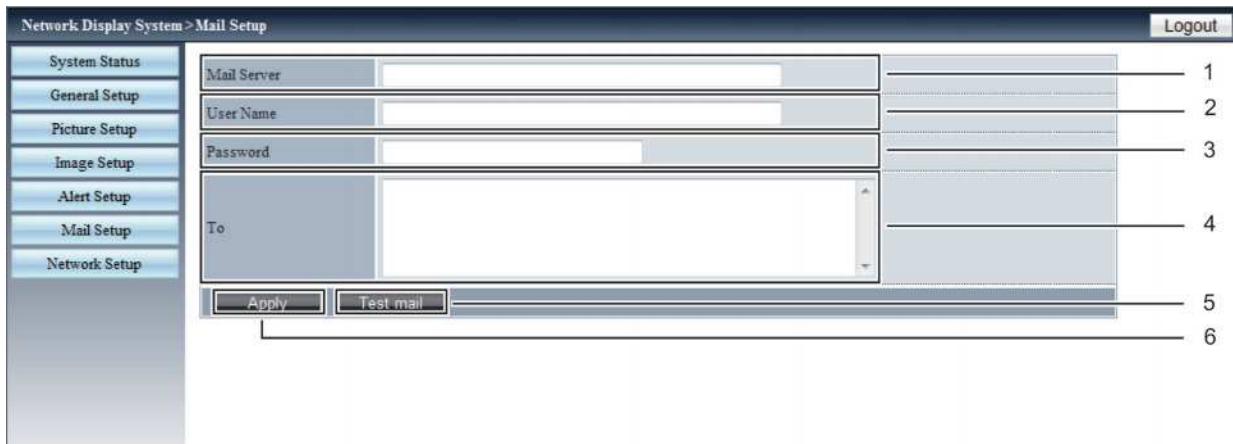 Network Display System>Mail Setup
Logout
System Status
General Setup
Picture Setup
Image Setup
Alert Setup
Mail Setup
Network Setup
Mail Server
1
User Name
2
Password
3
To
4
Apply
Test mail
5
6